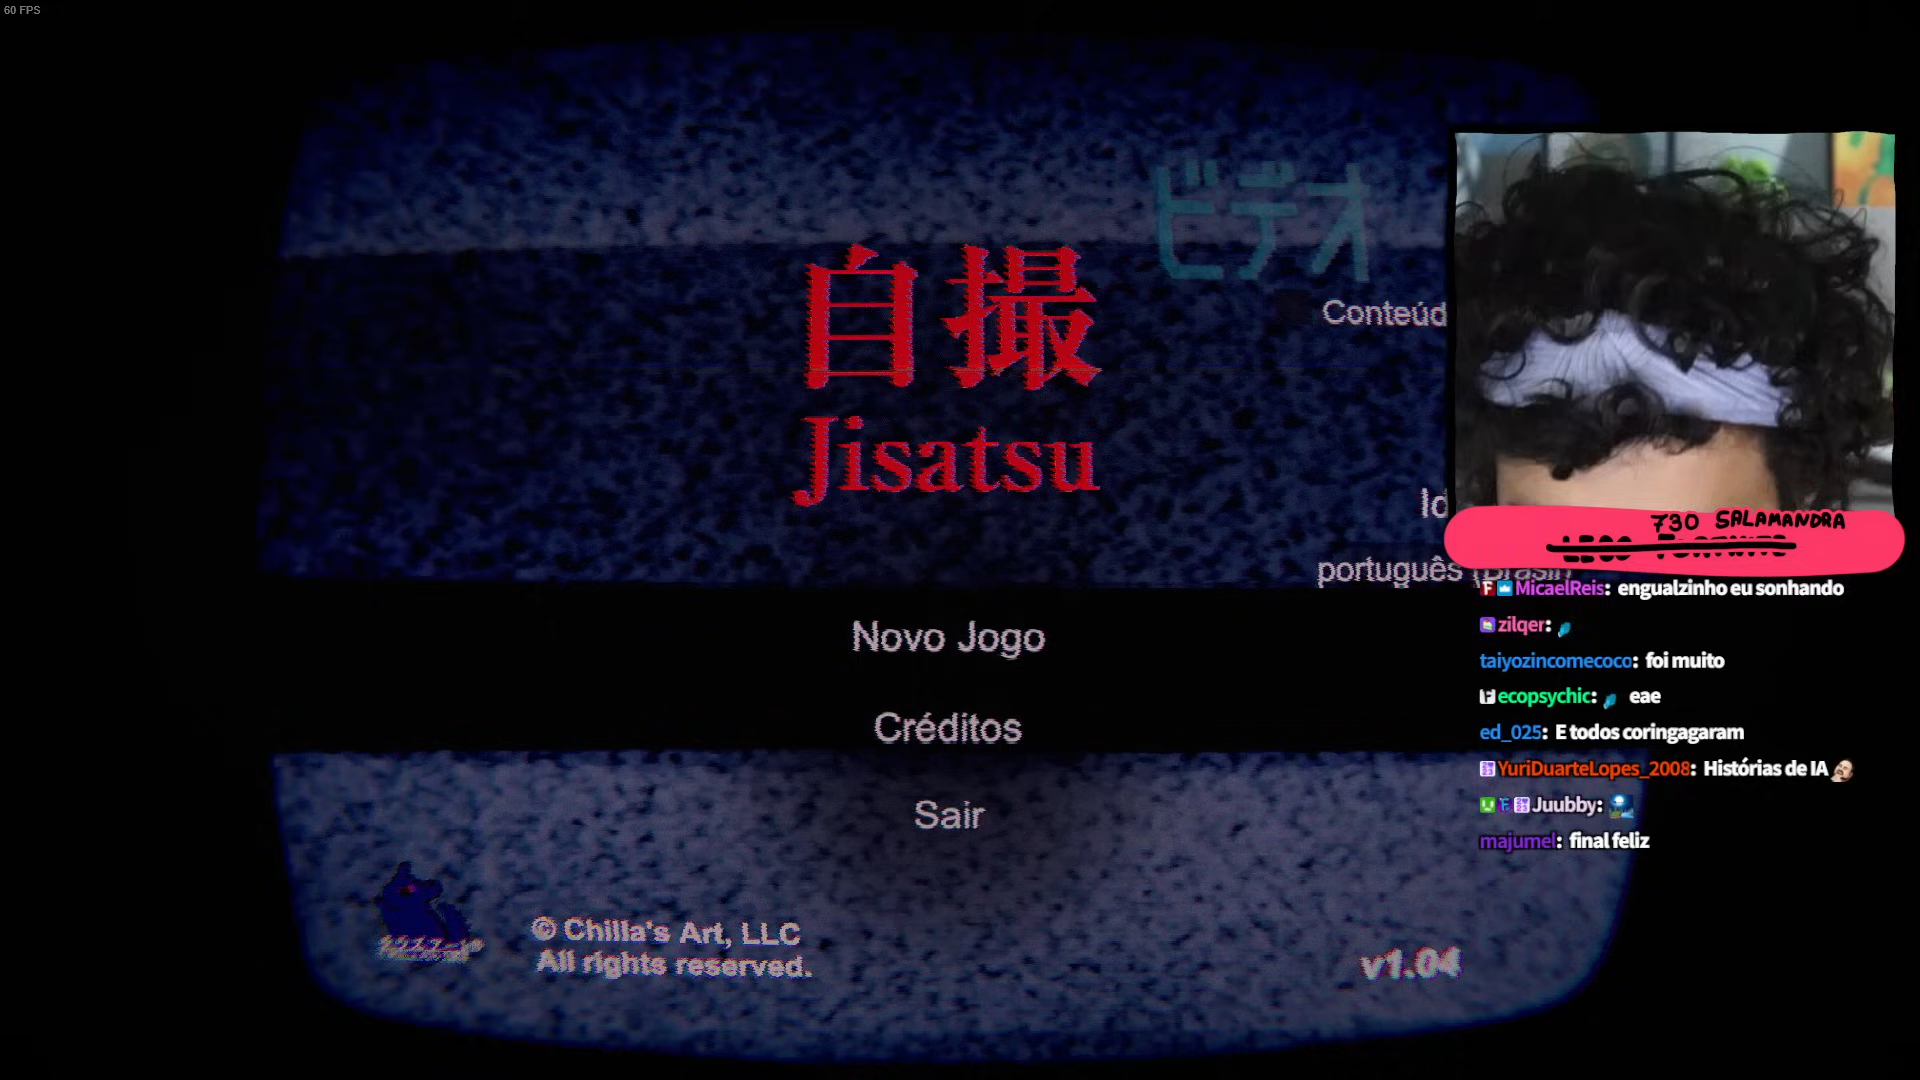 60 FPS
ビデオ
自撮
Jisatsu
Conteúd
Id
português (Brasil)
Novo Jogo
Créditos
Sair
© Chilla's Art, LLC
All rights reserved.
v1.04
730 SALAMANDRA
LEGO FORTNITE
MicaelReis: engualzinho eu sonhando
zilqer:
taiyozincomecoco: foi muito
ecopsychic: eae
ed_025: E todos coringagaram
YuriDuarteLopes_2008: Histórias de IA
Juubby:
majumel: final feliz